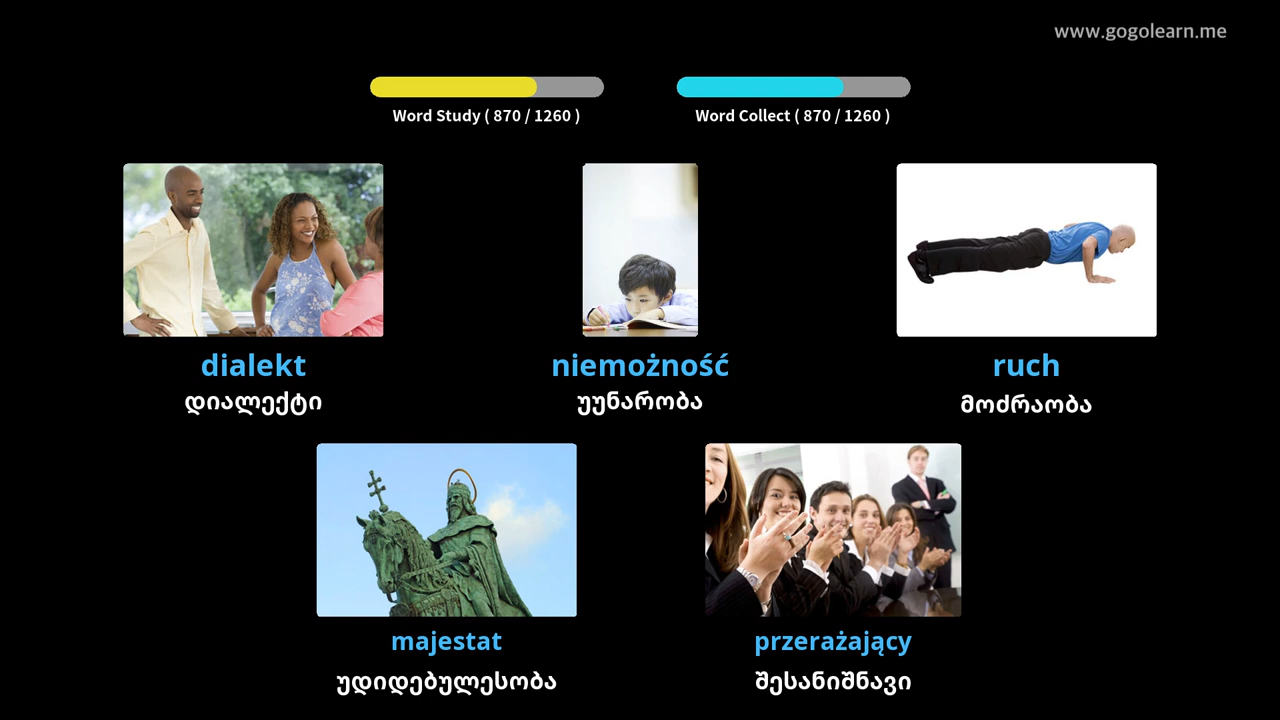 www.gogolearn.me
Word Study ( 870 / 1260 )
Word Collect ( 870 / 1260 )
dialekt
დიალექტი
niemożność
უუნარობა
ruch
მოძრაობა
majestat
უდიდებულესობა
przerażający
შესანიშნავი